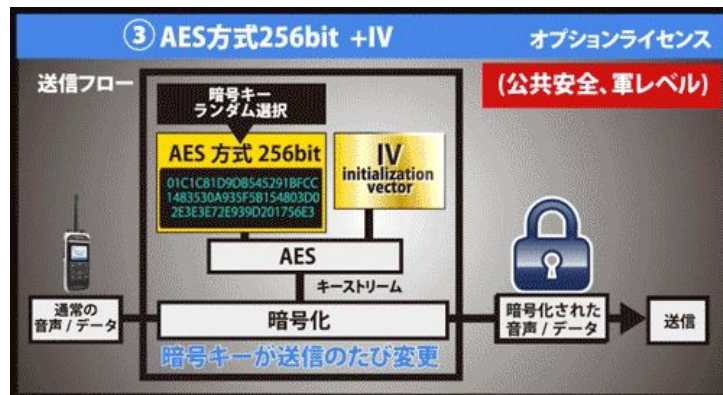 ③ AES方式256bit +IV
オプションライセンス
送信フロー
(公共安全、軍レベル)
暗号キー
ランダム選択
AES 方式 256bit
01C1C81D9DB545291BFCC
1483530A935F5B154803D0
2E3E3E72E939D201756E3
IV
initialization
vector
AES
キーストリーム
通常の
音声 / データ
暗号化
暗号化された
音声 / データ
送信
暗号キーが送信のたび変更